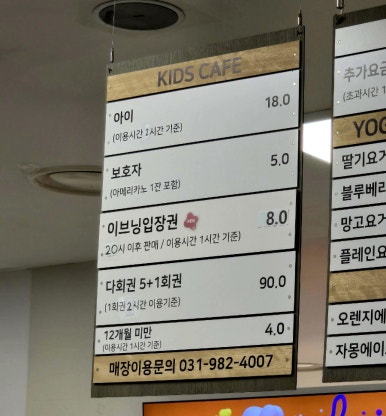 KIDS CAFE
아이 18.0
(이용시간 2시간 기준)
보호자 5.0
(아메리카노 1잔 포함)
이브닝입장권 8.0
20시 이후 판매 / 이용시간 1시간 기준)
다회권 5+1회권 90.0
(1회권 2시간 이용기준)
12개월 미만 4.0
(이용시간 1시간 기준)
매장이용문의 031-982-4007
추가요금
(초과시간 1
YOG
딸기요거
블루베리
망고요거
플레인요
오렌지에
자몽에이